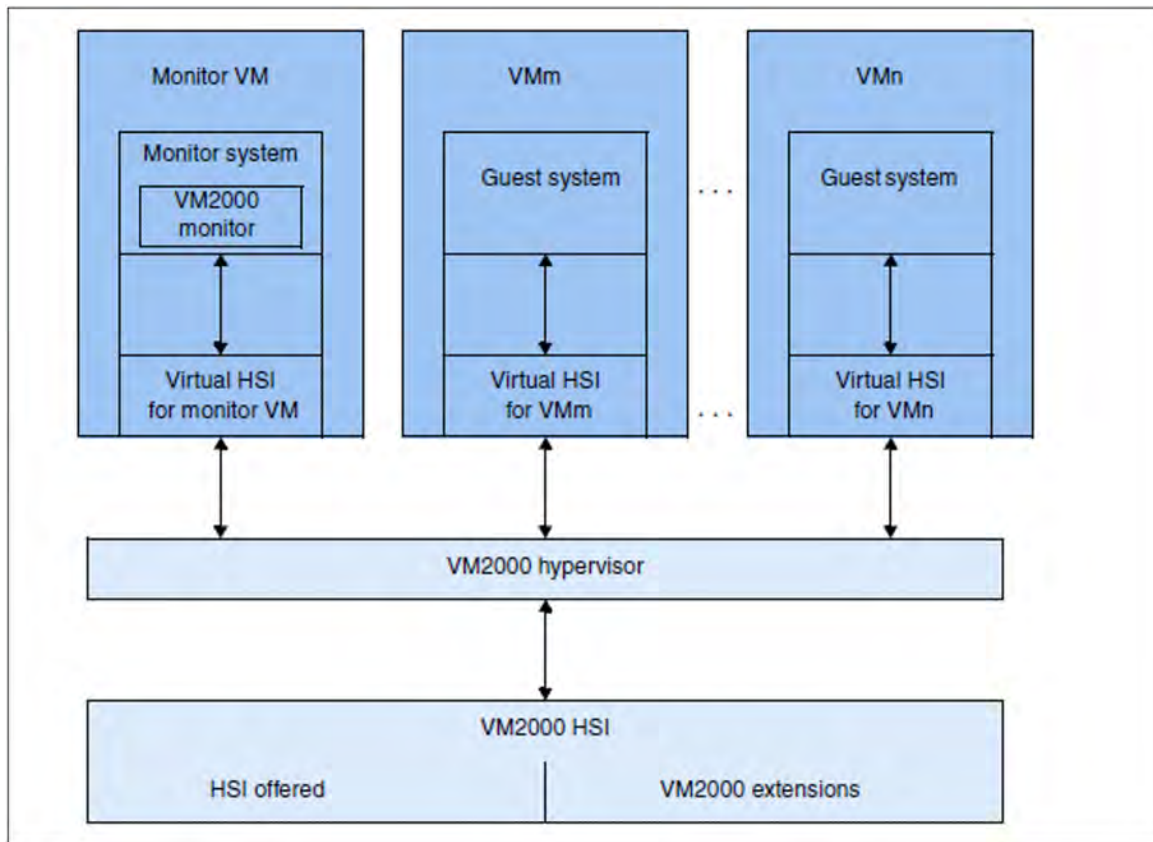 Monitor VM
Monitor system
VM2000
monitor
Virtual HSI
for monitor VM
VMm
Guest system
Virtual HSI
for VMm
. . .
. . .
VMn
Guest system
Virtual HSI
for VMn
VM2000 hypervisor
VM2000 HSI
HSI offered
VM2000 extensions